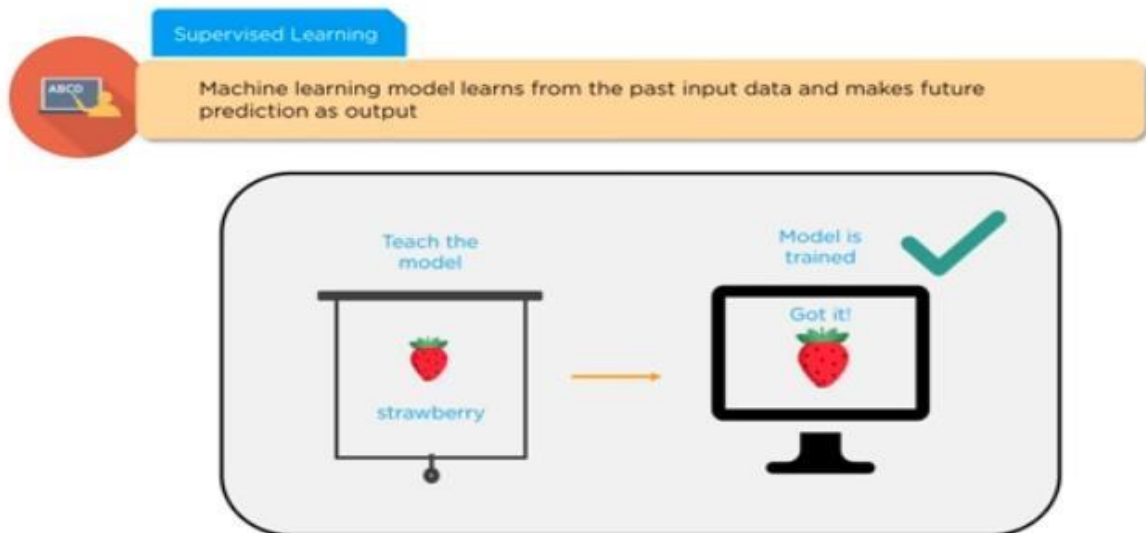 Supervised Learning
ABCD
Machine learning model learns from the past input data and makes future
prediction as output
Teach the
model
strawberry
Model is
trained
Got it!